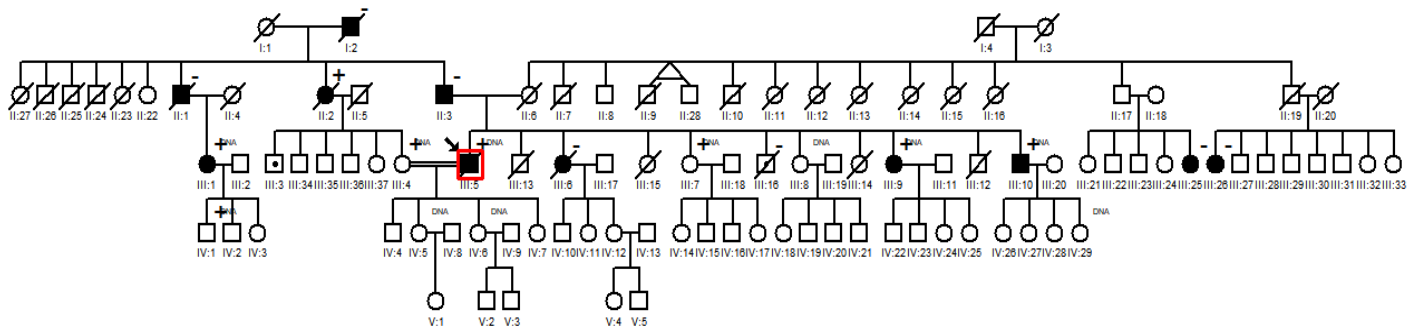 -
I:1 I:2 I:4 I:3
- + -
II:27 II:26 II:25 II:24 II:23 II:22 II:1 II:4 II:2 II:5 II:3 II:6 II:7 II:8 II:9 II:28 II:10 II:11 II:12 II:13 II:14 II:15 II:16 II:17 II:18 II:19 II:20
+ DNA + DNA + DNA - + DNA - DNA + DNA + - -
III:1 III:2 III:3 III:34 III:35 III:36 III:37 III:4 III:5 III:13 III:6 III:17 III:15 III:7 III:18 III:16 III:8 III:19 III:14 III:9 III:11 III:12 III:10 III:20 III:21 III:22 III:23 III:24 III:25 III:26 III:27 III:28 III:29 III:30 III:31 III:32 III:33
+ DNA DNA DNA DNA
IV:1 IV:2 IV:3 IV:4 IV:5 IV:8 IV:6 IV:9 IV:7 IV:10 IV:11 IV:12 IV:13 IV:14 IV:15 IV:16 IV:17 IV:18 IV:19 IV:20 IV:21 IV:22 IV:23 IV:24 IV:25 IV:26 IV:27 IV:28 IV:29
V:1 V:2 V:3 V:4 V:5